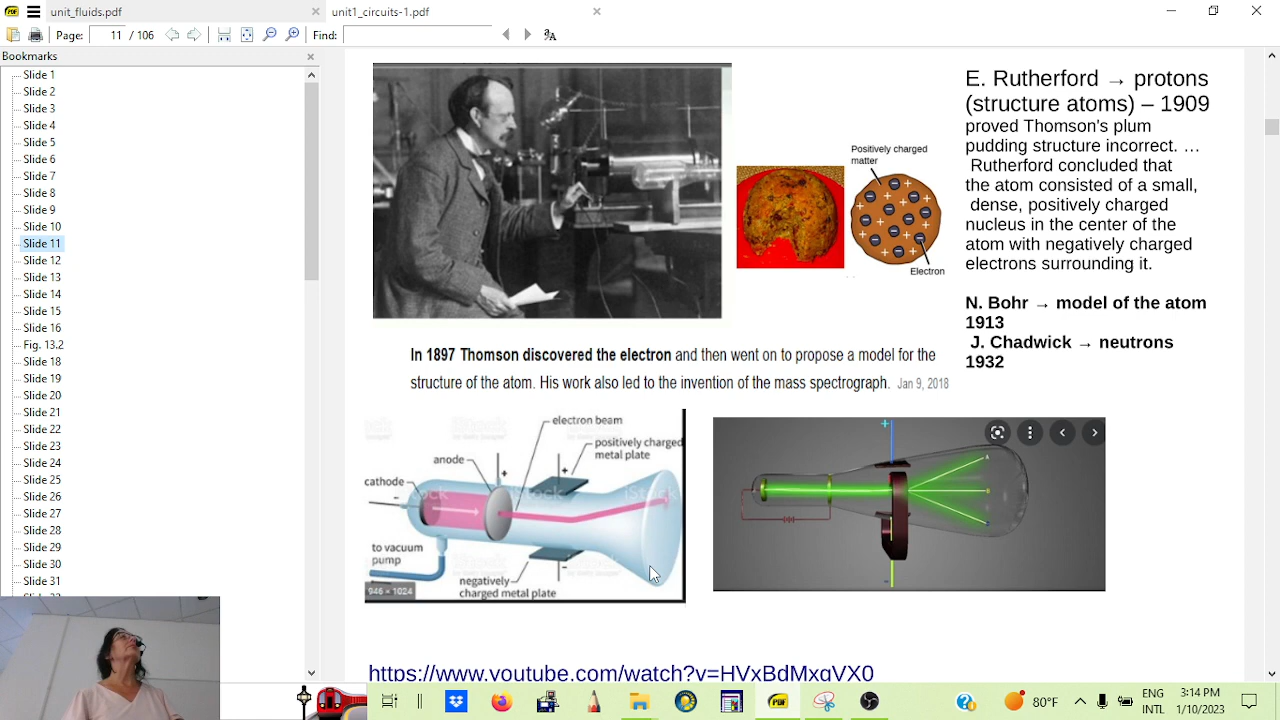 unit_fluids.pdf
unit1_circuits-1.pdf
Page: 11 / 106
Find:
Bookmarks
Slide 1
Slide 2
Slide 3
Slide 4
Slide 5
Slide 6
Slide 7
Slide 8
Slide 9
Slide 10
Slide 11
Slide 12
Slide 13
Slide 14
Slide 15
Slide 16
Fig. 13.2
Slide 18
Slide 19
Slide 20
Slide 21
Slide 22
Slide 23
Slide 24
Slide 25
Slide 26
Slide 27
Slide 28
Slide 29
Slide 30
Slide 31
Positively charged
matter
Electron
E. Rutherford → protons
(structure atoms) – 1909
proved Thomson's plum
pudding structure incorrect. …
Rutherford concluded that
the atom consisted of a small,
dense, positively charged
nucleus in the center of the
atom with negatively charged
electrons surrounding it.
N. Bohr → model of the atom
1913
J. Chadwick → neutrons
1932
In 1897 Thomson discovered the electron and then went on to propose a model for the
structure of the atom. His work also led to the invention of the mass spectrograph. Jan 9, 2018
electron beam
positively charged
metal plate
anode
cathode
to vacuum
pump
negatively
charged metal plate
946 × 1024
https://www.youtube.com/watch?v=HVxBdMxgVX0
80°F
ENG
INTL
3:14 PM
1/10/2023